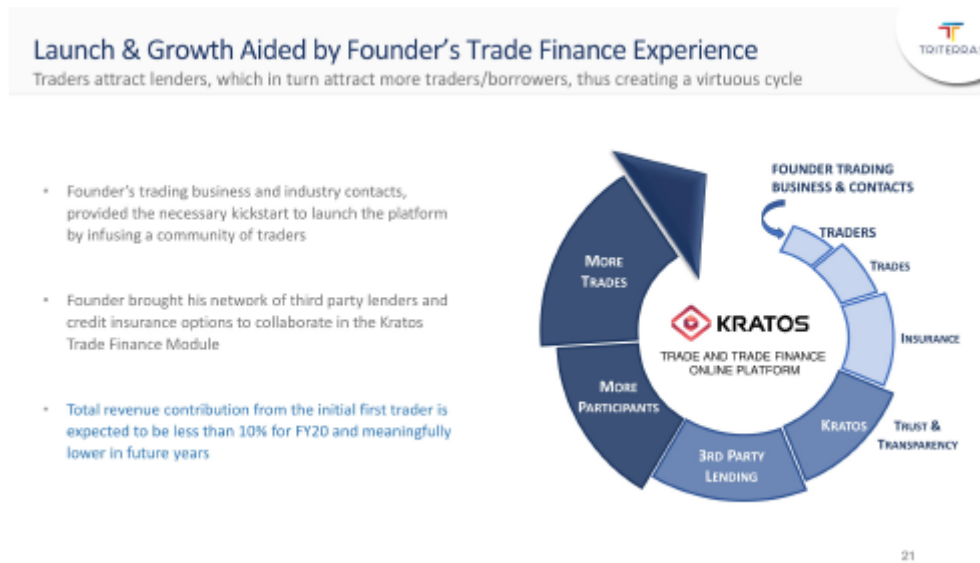 Launch & Growth Aided by Founder's Trade Finance Experience
Traders attract lenders, which in turn attract more traders/borrowers, thus creating a virtuous cycle
TRITERRAS
• Founder's trading business and industry contacts,
provided the necessary kickstart to launch the platform
by infusing a community of traders
• Founder brought his network of third party lenders and
credit insurance options to collaborate in the Kratos
Trade Finance Module
• Total revenue contribution from the initial first trader is
expected to be less than 10% for FY20 and meaningfully
lower in future years
FOUNDER TRADING
BUSINESS & CONTACTS
TRADERS
TRADES
INSURANCE
TRUST &
TRANSPARENCY
KRATOS
3RD PARTY
LENDING
MORE
PARTICIPANTS
MORE
TRADES
KRATOS
TRADE AND TRADE FINANCE
ONLINE PLATFORM
21